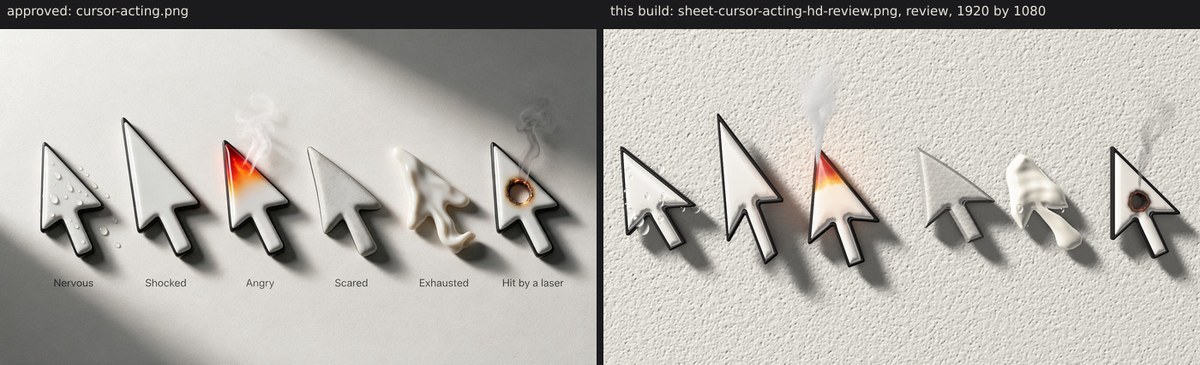 approved: cursor-acting.png
this build: sheet-cursor-acting-hd-review.png, review, 1920 by 1080
Nervous
Shocked
Angry
Scared
Exhausted
Hit by a laser